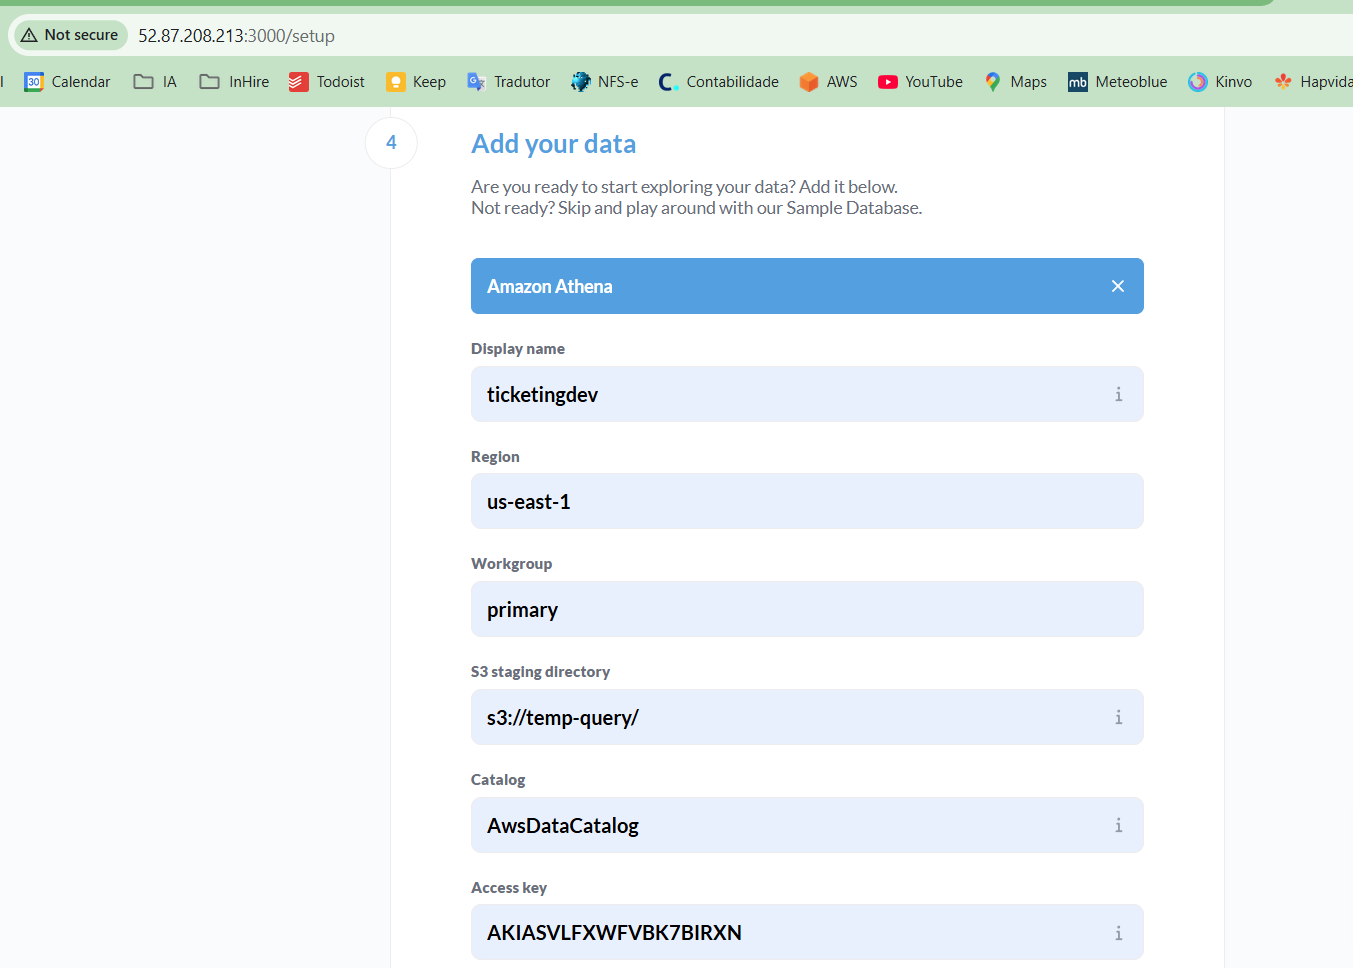 Not secure 52.87.208.213:3000/setup
Calendar IA InHire Todoist Keep Tradutor NFS-e Contabilidade AWS YouTube Maps Meteoblue Kinvo Hapvida
4 Add your data
Are you ready to start exploring your data? Add it below.
Not ready? Skip and play around with our Sample Database.
Amazon Athena
Display name
ticketingdev
Region
us-east-1
Workgroup
primary
S3 staging directory
s3://temp-query/
Catalog
AwsDataCatalog
Access key
AKIASVLFXWFVBK7BIRXN